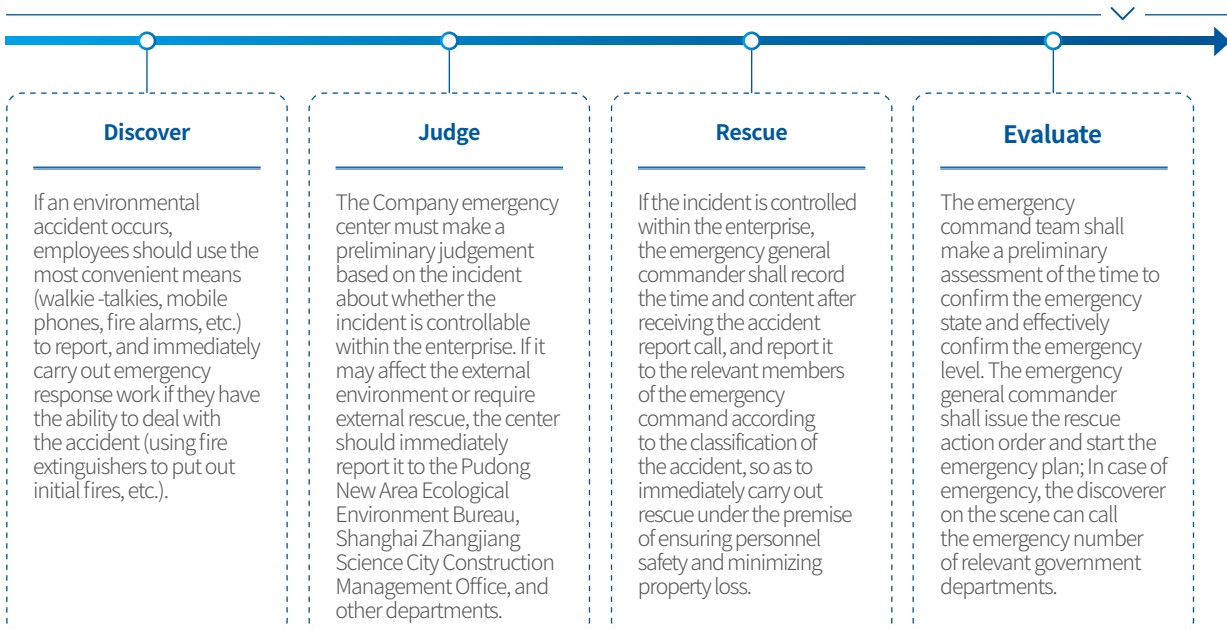 Discover
If an environmental
accident occurs,
employees should use the
most convenient means
(walkie -talkies, mobile
phones, fire alarms, etc.)
to report, and immediately
carry out emergency
response work if they have
the ability to deal with
the accident (using fire
extinguishers to put out
initial fires, etc.).
Judge
The Company emergency
center must make a
preliminary judgement
based on the incident
about whether the
incident is controllable
within the enterprise. If it
may affect the external
environment or require
external rescue, the center
should immediately
report it to the Pudong
New Area Ecological
Environment Bureau,
Shanghai Zhangjiang
Science City Construction
Management Office, and
other departments.
Rescue
If the incident is controlled
within the enterprise,
the emergency general
commander shall record
the time and content after
receiving the accident
report call, and report it
to the relevant members
of the emergency
command according
to the classification of
the accident, so as to
immediately carry out
rescue under the premise
of ensuring personnel
safety and minimizing
property loss.
Evaluate
The emergency
command team shall
make a preliminary
assessment of the time to
confirm the emergency
state and effectively
confirm the emergency
level. The emergency
general commander
shall issue the rescue
action order and start the
emergency plan; In case of
emergency, the discoverer
on the scene can call
the emergency number
of relevant government
departments.